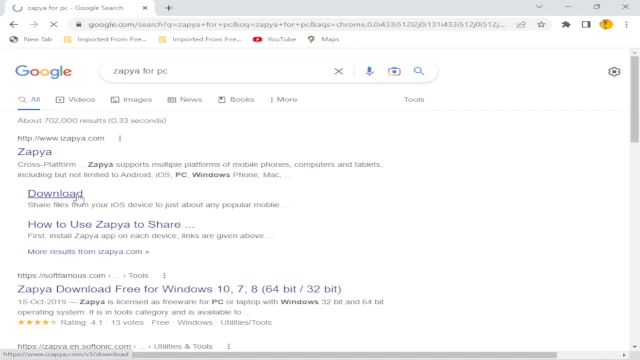 zapya for pc - Google Search
google.com/search?q=zapya+for+pc&oq=zapya+for+pc&aqs=chrome.0.0i433i512l2j0i131i433i512j0i512j...
New Tab
Imported From Fire...
Imported From Fire...
YouTube
Maps
Google
zapya for pc
All
Videos
Images
News
Books
More
Tools
About 702,000 results (0.33 seconds)
http://www.izapya.com
Zapya
Cross-Platform ... Zapya supports multiple platforms of mobile phones, computers and tablets,
including but not limited to Android, iOS, PC, Windows Phone, Mac, ...
Download
Share files from your iOS device to just about any popular moblie ...
How to Use Zapya to Share ...
First, install Zapya app on each device, links are given above ...
More results from izapya.com »
https://softfamous.com › ... › Tools
Zapya Download Free for Windows 10, 7, 8 (64 bit / 32 bit)
15-Oct-2019 — Zapya is licensed as freeware for PC or laptop with Windows 32 bit and 64 bit
operating system. It is in tools category and is available to ...
Rating: 4.1 · 13 votes · Free · Windows · Utilities/Tools
https://zapya.en.softonic.com › ... › Utilities & Tools
https://www.izapya.com/v3/download